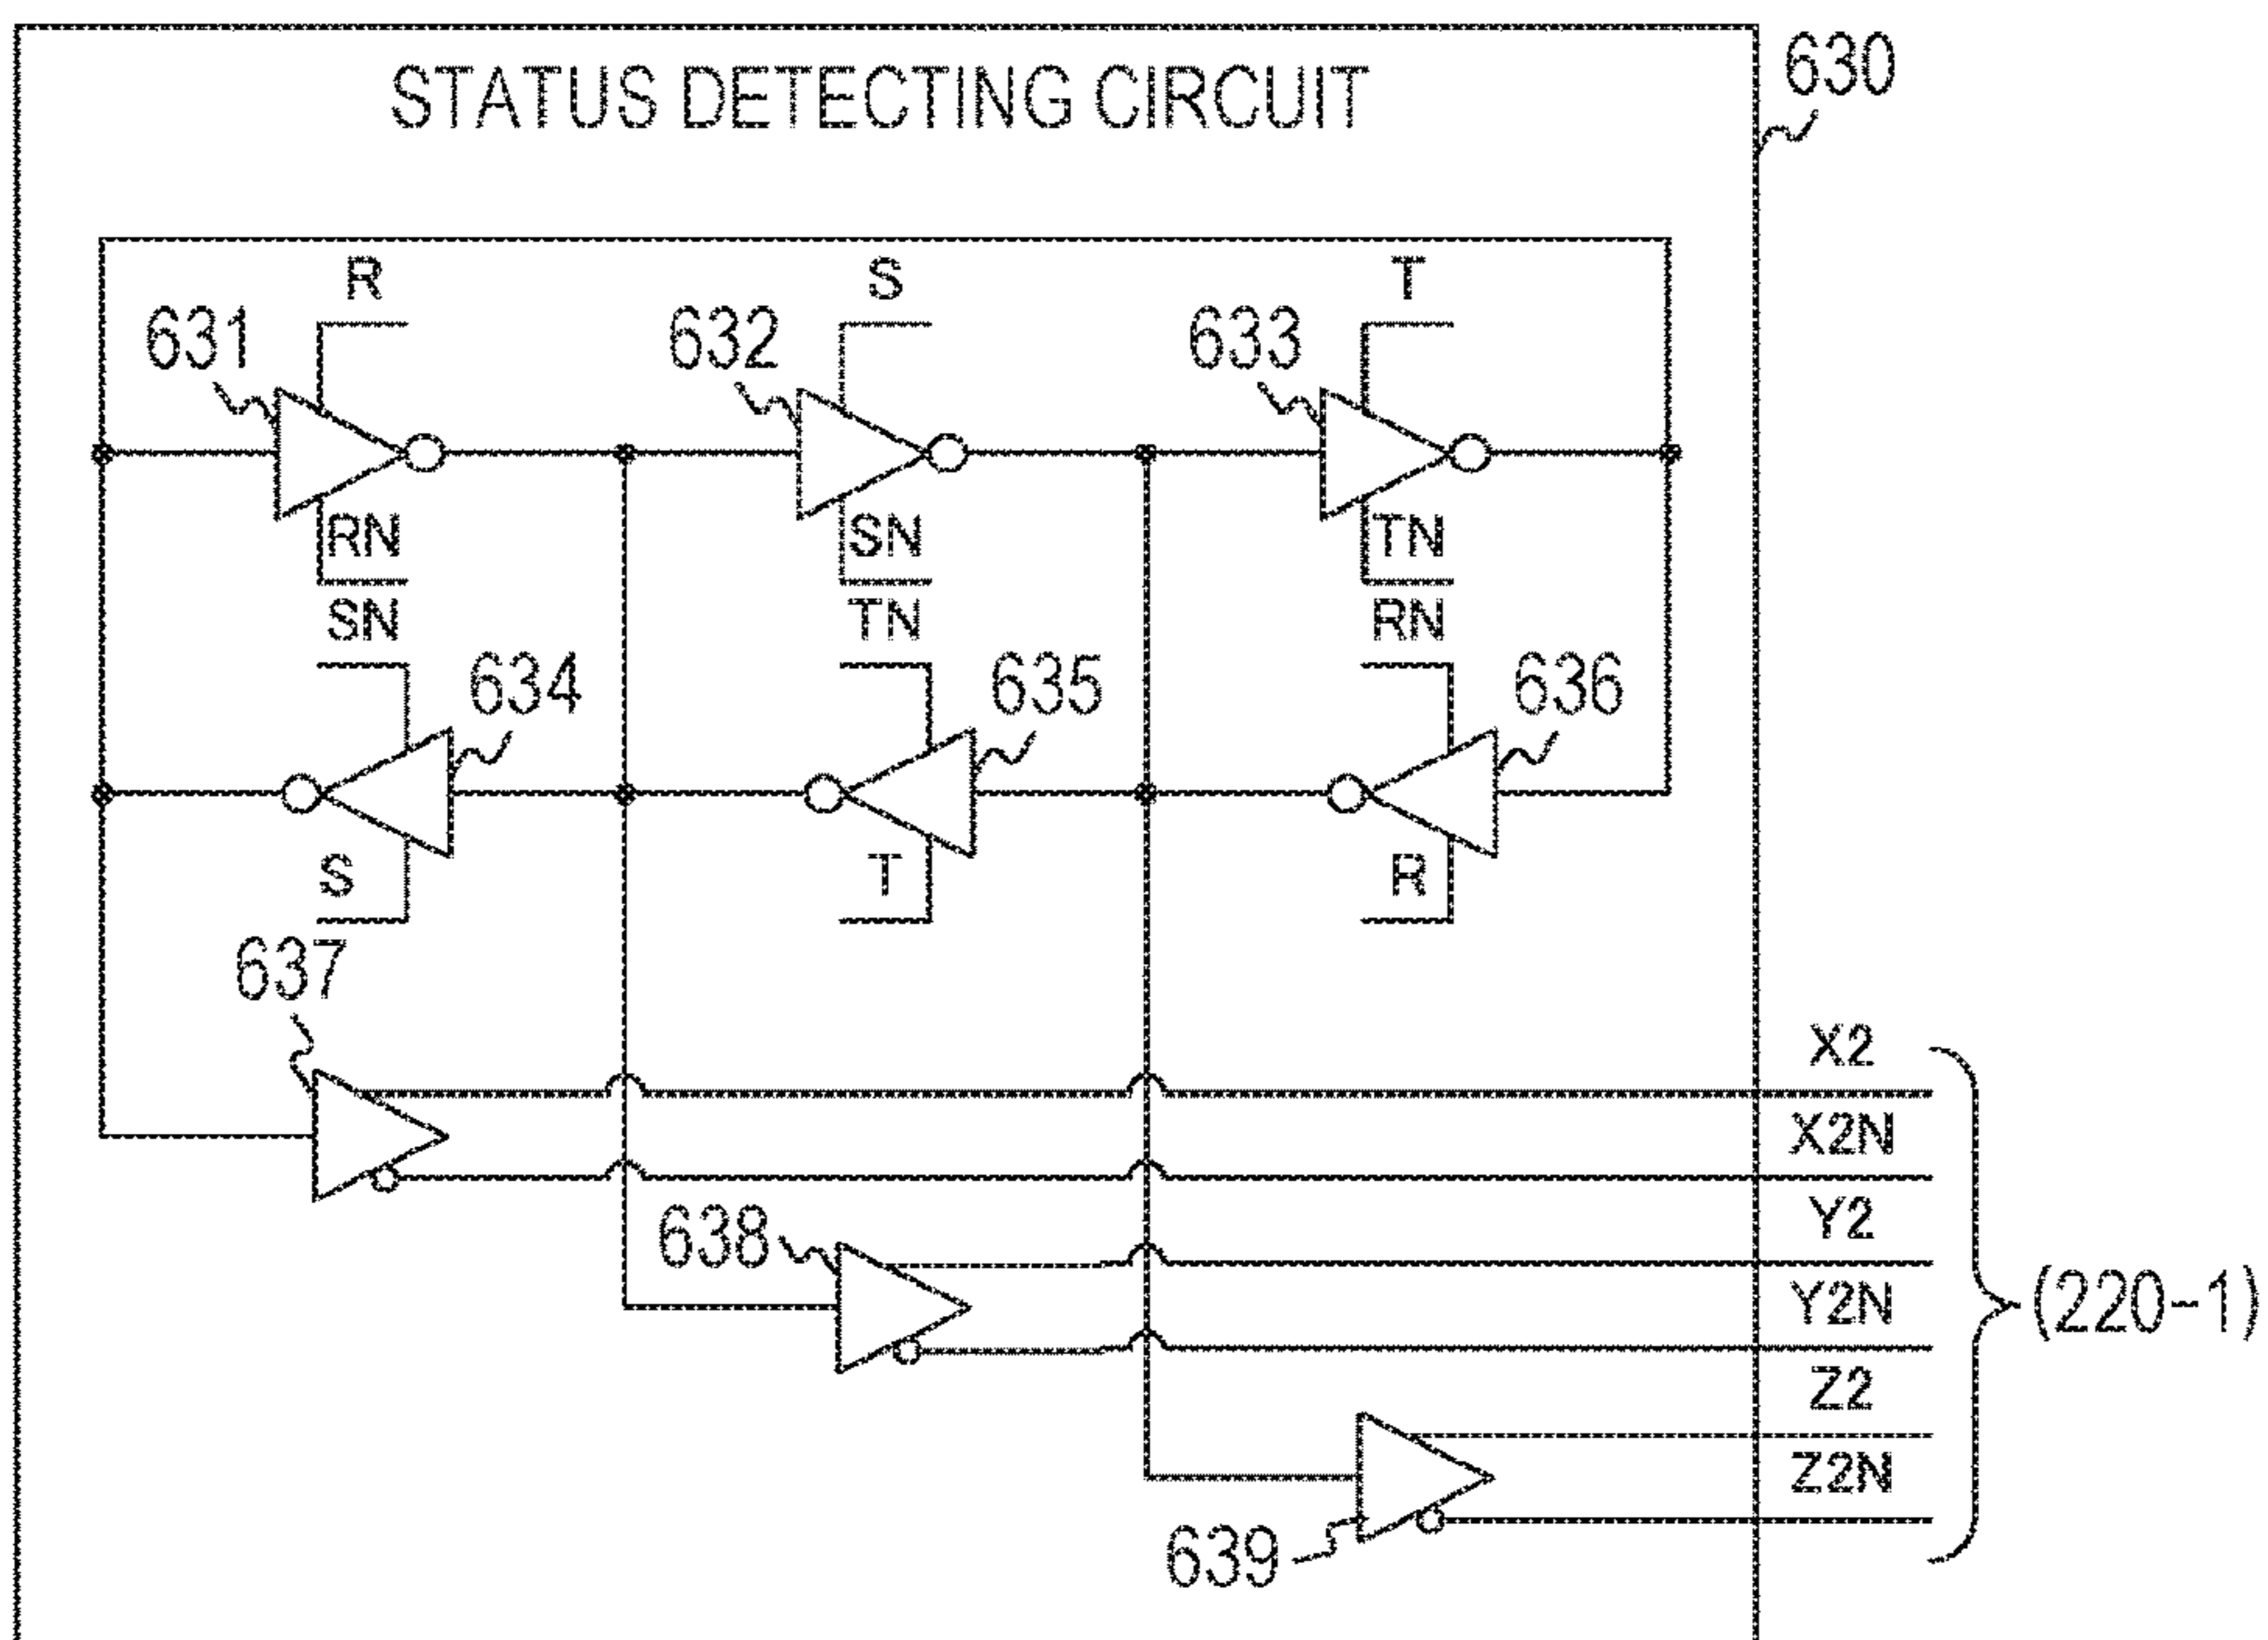 STATUS DETECTING CIRCUIT
630
R
S
T
631
632
633
RN
SN
TN
SN
TN
RN
634
635
636
S
T
R
637
X2
X2N
638
Y2
Y2N
(220-1)
Z2
Z2N
639